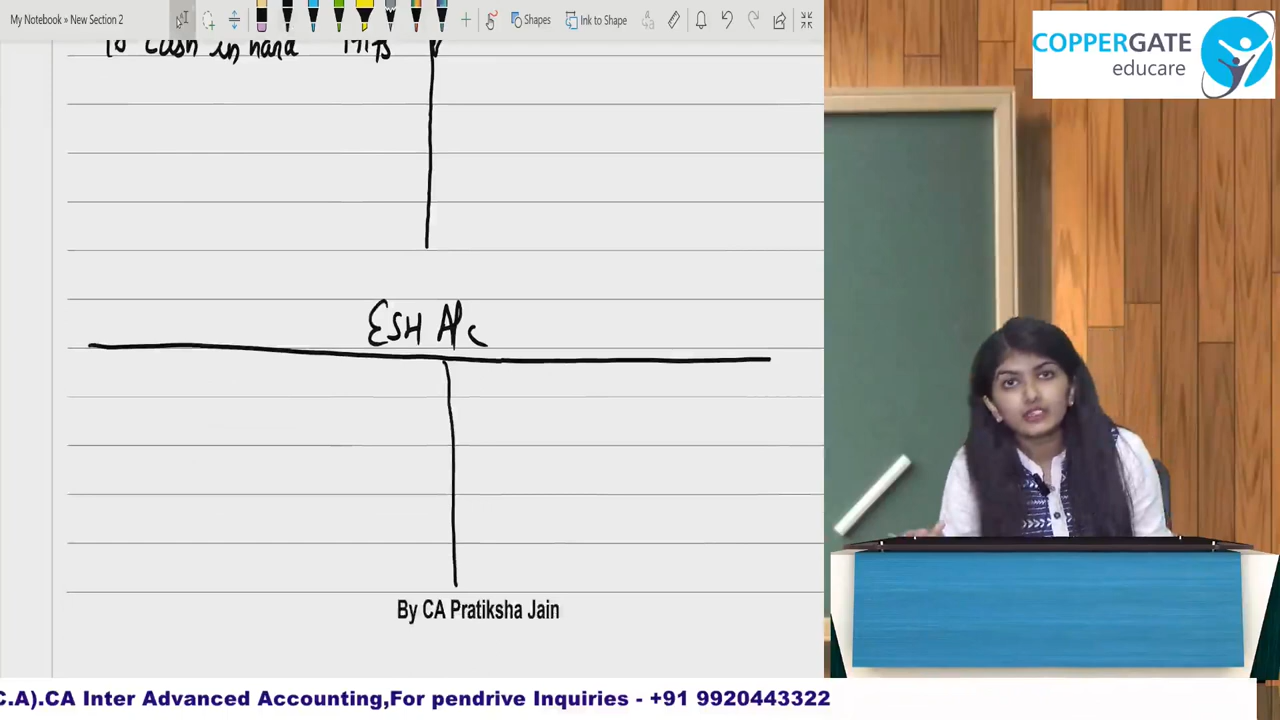 My Notebook » New Section 2
Shapes
Ink to Shape
COPPERGATE
educare
To Cash in hand
ESH A/c
By CA Pratiksha Jain
C.A).CA Inter Advanced Accounting,For pendrive Inquiries - +91 9920443322